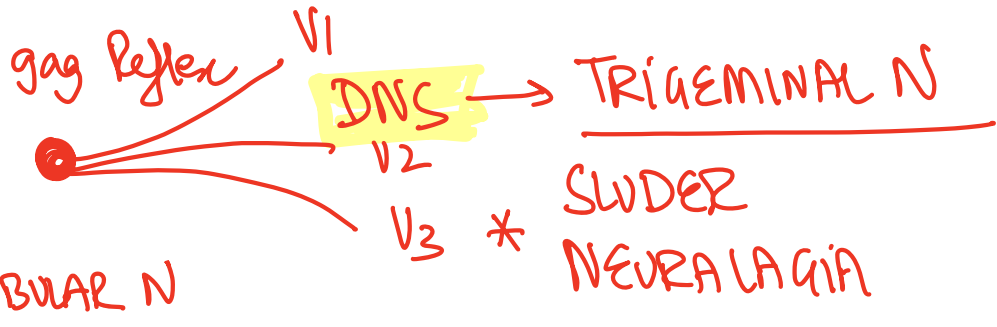 gag Reflex
V1
DNS → TRIGEMINAL N
V2
SLUDER
V3 *
NEURALAGIA
BULAR N